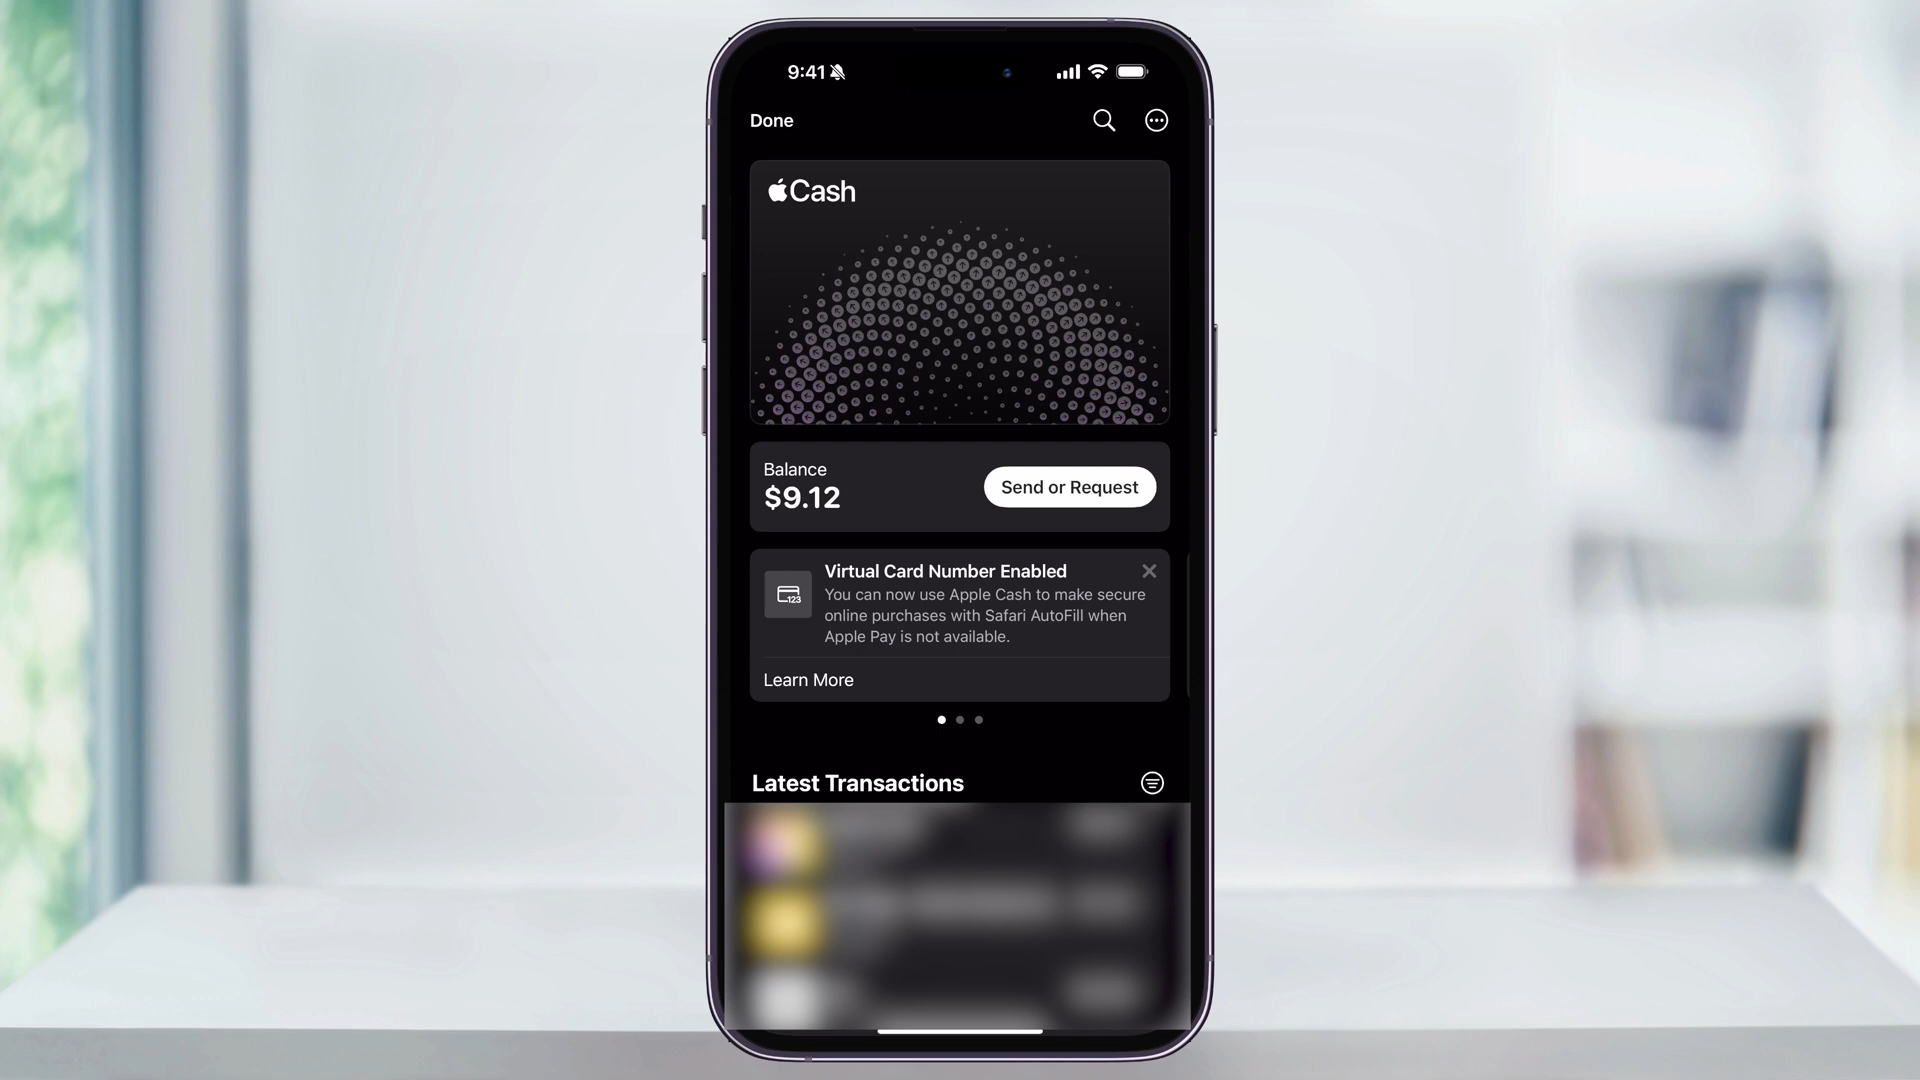 9:41
Done
Cash
Balance
$9.12
Send or Request
Virtual Card Number Enabled
You can now use Apple Cash to make secure
online purchases with Safari AutoFill when
Apple Pay is not available.
123
Learn More
Latest Transactions